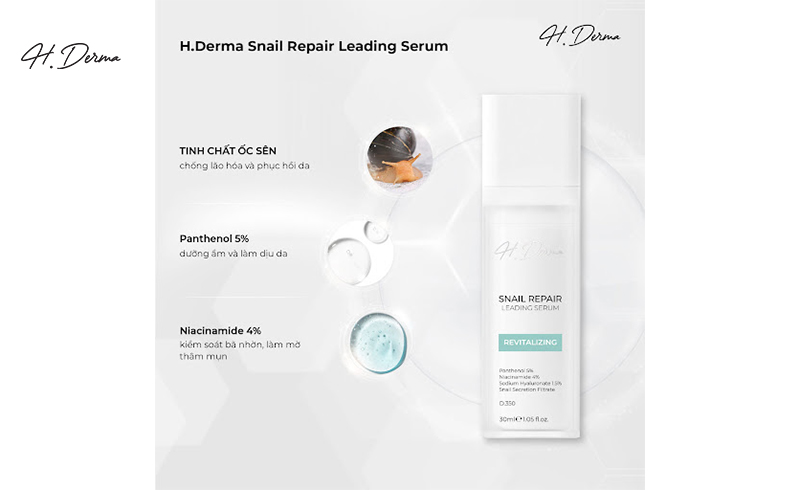 H.Derma
H.Derma Snail Repair Leading Serum
H.Derma
TINH CHẤT ỐC SÊN
chống lão hóa và phục hồi da
Panthenol 5%
dưỡng ẩm và làm dịu da
Niacinamide 4%
kiểm soát bã nhờn, làm mờ
thâm mụn
H.Derma
SNAIL REPAIR
LEADING SERUM
REVITALIZING
Panthenol 5%
Niacinamide 4%
Sodium Hyaluronate 1.5%
Snail Secretion Filtrate
D.350
30ml℮1.05 fl.oz.